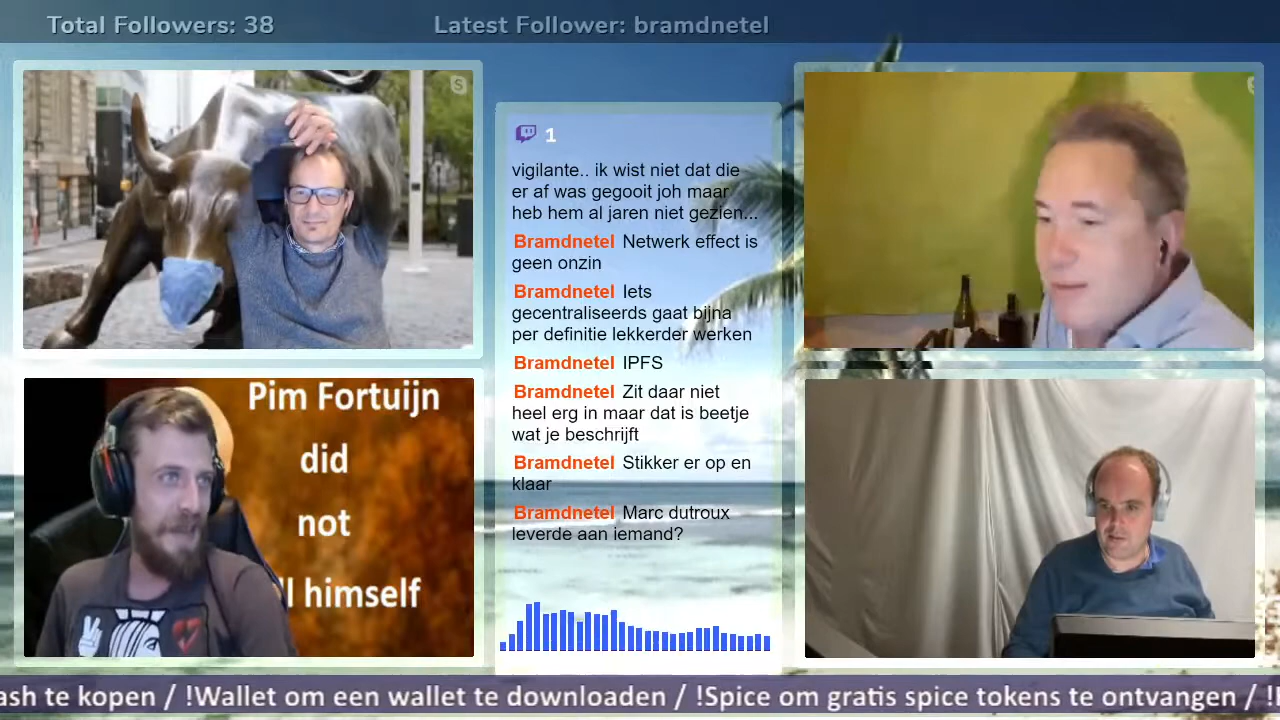 Total Followers: 38
Latest Follower: bramdnetel
1
vigilante.. ik wist niet dat die
er af was gegooit joh maar
heb hem al jaren niet gezien...
Bramdnetel Netwerk effect is
geen onzin
Bramdnetel Iets
gecentraliseerds gaat bijna
per definitie lekkerder werken
Bramdnetel IPFS
Bramdnetel Zit daar niet
heel erg in maar dat is beetje
wat je beschrijft
Bramdnetel Stikker er op en
klaar
Bramdnetel Marc dutroux
leverde aan iemand?
Pim Fortuijn
did
not
himself
te kopen / !Wallet om een wallet te downloaden / !Spice om gratis spice tokens te ontvangen /